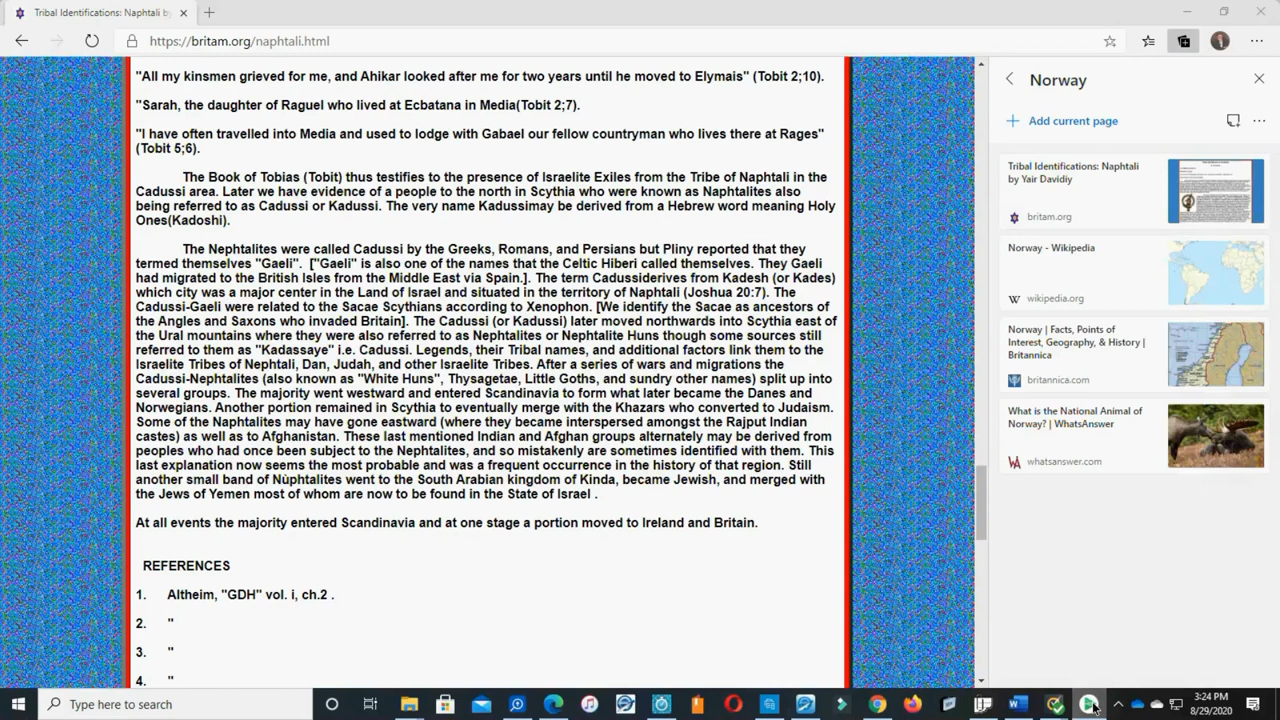 Tribal Identifications: Naphtali by
https://britam.org/naphtali.html
"All my kinsmen grieved for me, and Ahikar looked after me for two years until he moved to Elymais" (Tobit 2;10).
"Sarah, the daughter of Raguel who lived at Ecbatana in Media(Tobit 2;7).
"I have often travelled into Media and used to lodge with Gabael our fellow countryman who lives there at Rages"
(Tobit 5;6).
The Book of Tobias (Tobit) thus testifies to the presence of Israelite Exiles from the Tribe of Naphtali in the
Cadussi area. Later we have evidence of a people to the north in Scythia who were known as Naphtalites also
being referred to as Cadussi or Kadussi. The very name Kadassmay be derived from a Hebrew word meaning Holy
Ones(Kadoshi).
The Nephtalites were called Cadussi by the Greeks, Romans, and Persians but Pliny reported that they
termed themselves "Gaeli". ["Gaeli" is also one of the names that the Celtic Hiberi called themselves. They Gaeli
had migrated to the British Isles from the Middle East via Spain.]. The term Cadussiderives from Kadesh (or Kades)
which city was a major center in the Land of Israel and situated in the territory of Naphtali (Joshua 20:7). The
Cadussi-Gaeli were related to the Sacae Scythians according to Xenophon. [We identify the Sacae as ancestors of
the Angles and Saxons who invaded Britain]. The Cadussi (or Kadussi) later moved northwards into Scythia east of
the Ural mountains where they were also referred to as Nephtalites or Nephtalite Huns though some sources still
referred to them as "Kadassaye" i.e. Cadussi. Legends, their Tribal names, and additional factors link them to the
Israelite Tribes of Nephtali, Dan, Judah, and other Israelite Tribes. After a series of wars and migrations the
Cadussi-Nephtalites (also known as "White Huns", Thysagetae, Little Goths, and sundry other names) split up into
several groups. The majority went westward and entered Scandinavia to form what later became the Danes and
Norwegians. Another portion remained in Scythia to eventually merge with the Khazars who converted to Judaism.
Some of the Naphtalites may have gone eastward (where they became interspersed amongst the Rajput Indian
castes) as well as to Afghanistan. These last mentioned Indian and Afghan groups alternately may be derived from
peoples who had once been subject to the Nephtalites, and so mistakenly are sometimes identified with them. This
last explanation now seems the most probable and was a frequent occurrence in the history of that region. Still
another small band of Nùphtalites went to the South Arabian kingdom of Kinda, became Jewish, and merged with
the Jews of Yemen most of whom are now to be found in the State of Israel .
At all events the majority entered Scandinavia and at one stage a portion moved to Ireland and Britain.
REFERENCES
1. Altheim, "GDH" vol. i, ch.2 .
2. "
3. "
4. "
Norway
Add current page
Tribal Identifications: Naphtali
by Yair Davidiy
britam.org
Norway - Wikipedia
W wikipedia.org
Norway | Facts, Points of
Interest, Geography, & History |
Britannica
britannica.com
What is the National Animal of
Norway? | WhatsAnswer
whatsanswer.com
Type here to search
3:24 PM
8/29/2020